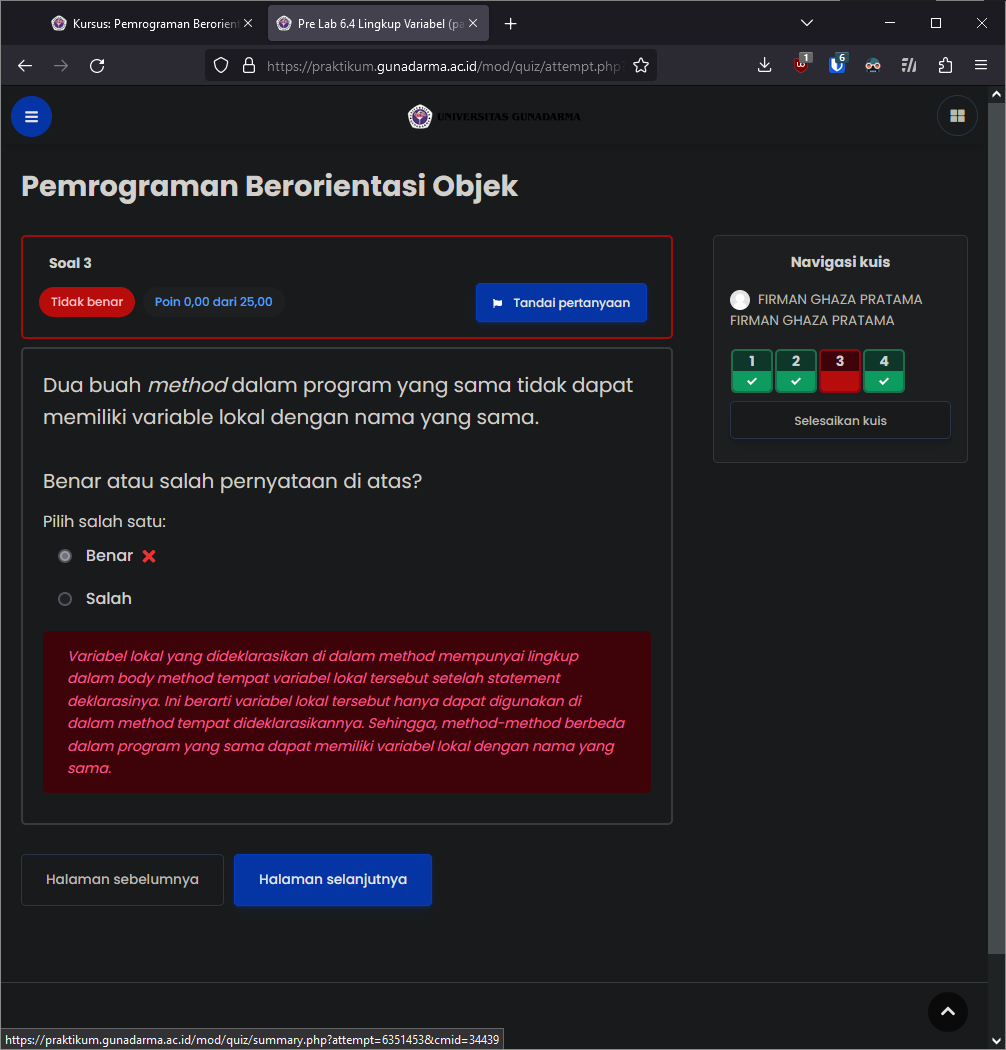 Kursus: Pemrograman Berorient
Pre Lab 6.4 Lingkup Variabel (pa
https://praktikum.gunadarma.ac.id/mod/quiz/attempt.php?
1
6
UNIVERSITAS GUNADARMA
Pemrograman Berorientasi Objek
Soal 3
Tidak benar
Poin 0,00 dari 25,00
Tandai pertanyaan
Dua buah method dalam program yang sama tidak dapat
memiliki variable lokal dengan nama yang sama.
Benar atau salah pernyataan di atas?
Pilih salah satu:
Benar
Salah
Variabel lokal yang dideklarasikan di dalam method mempunyai lingkup
dalam body method tempat variabel lokal tersebut setelah statement
deklarasinya. Ini berarti variabel lokal tersebut hanya dapat digunakan di
dalam method tempat dideklarasikannya. Sehingga, method-method berbeda
dalam program yang sama dapat memiliki variabel lokal dengan nama yang
sama.
Halaman sebelumnya
Halaman selanjutnya
Navigasi kuis
FIRMAN GHAZA PRATAMA
FIRMAN GHAZA PRATAMA
1 2 3 4
Selesaikan kuis
https://praktikum.gunadarma.ac.id/mod/quiz/summary.php?attempt=6351453&cmid=34439